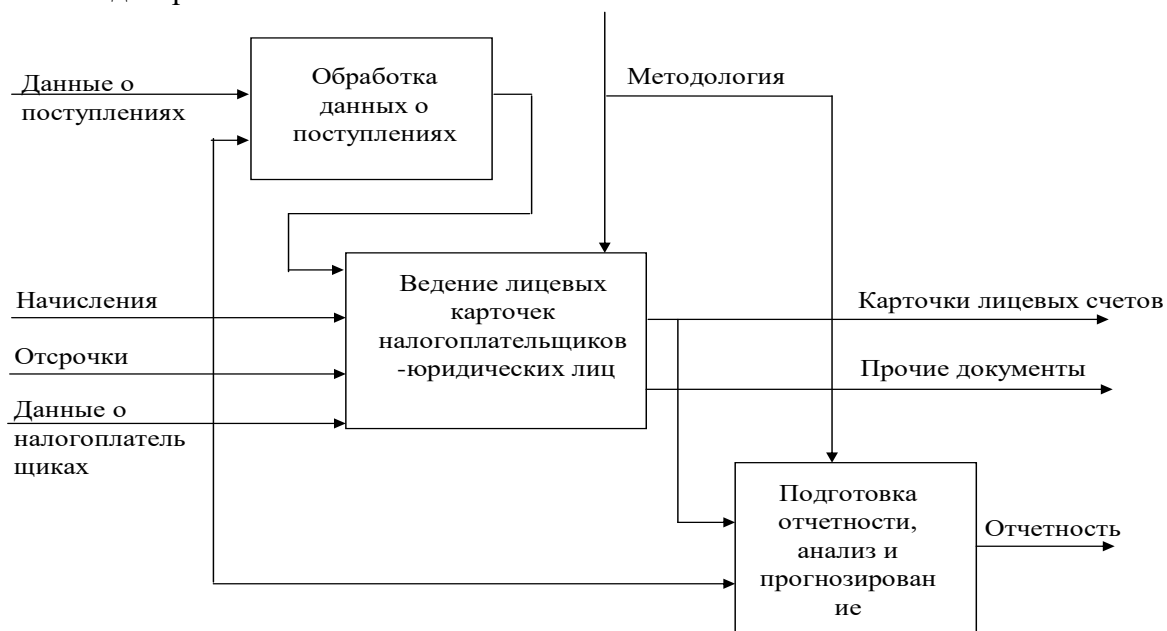 Данные о
поступлениях
Обработка
данных о
поступлениях
Методология
Начисления
Отсрочки
Данные о
налогоплатель
щиках
Ведение лицевых
карточек
налогоплательщиков
-юридических лиц
Карточки лицевых счетов
Прочие документы
Подготовка
отчетности,
анализ и
прогнозирован
ие
Отчетность